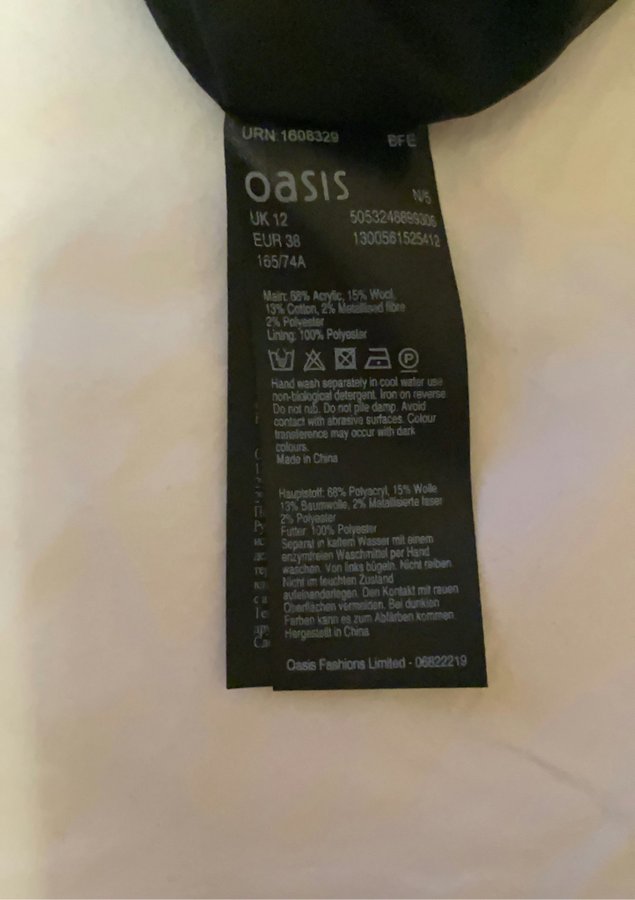 URN 1608329 BFE
oasis
N/6
UK 12 5053248899306
EUR 38 1300561525412
165/74A
Main: 68% Acrylic, 15% Wool,
13% Cotton, 2% Metallised fibre
2% Polyester
Lining: 100% Polyester
P
Hand wash separately in cool water use
non-biological detergent. Iron on reverse
Do not rub. Do not pile damp. Avoid
contact with abrasive surfaces. Colour
transference may occur with dark
colours.
Made in China
Hauptstoff: 68% Polyacryl, 15% Wolle
13% Baumwolle, 2% Metallisierte faser
2% Polyester
Futter: 100% Polyester
Separat in kaltem Wasser mit einem
enzymfreien Waschmittel per Hand
waschen. Von links bügeln. Nicht reiben
Nicht im feuchten Zustand
aufeinanderlegen. Den Kontakt mit rauen
Oberflächen vermeiden. Bei dunklen
Farben kann es zum Abfärben kommen
Hergestellt in China
Oasis Fashions Limited - 06822219